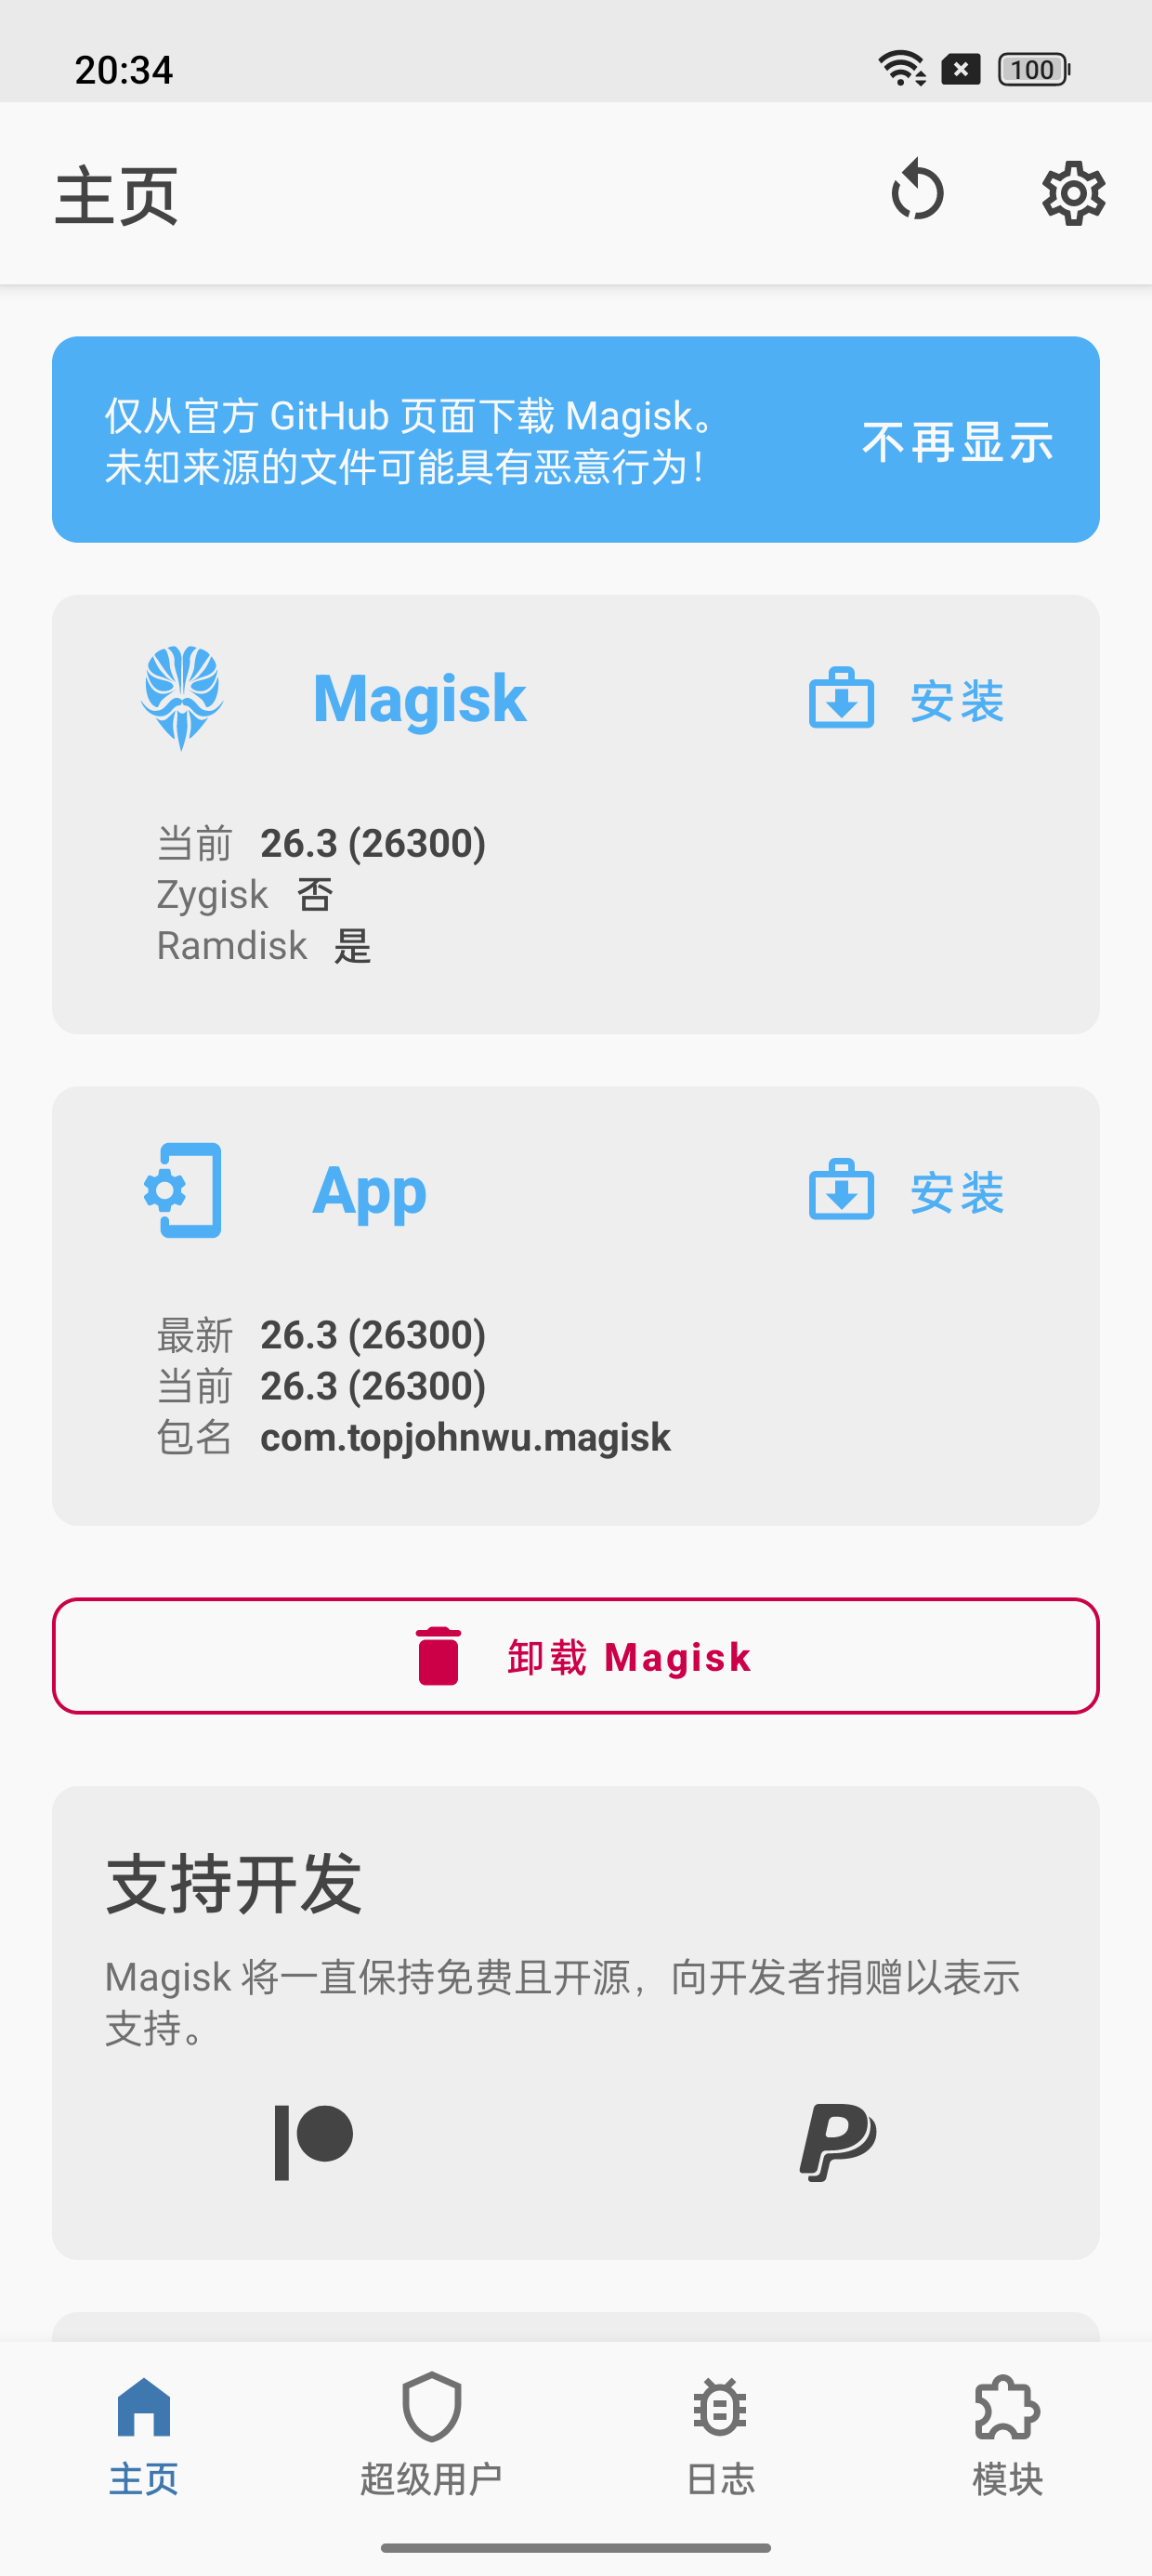 20:34
100
主页
仅从官方 GitHub 页面下载 Magisk。
未知来源的文件可能具有恶意行为！
不再显示
Magisk
安装
当前 26.3 (26300)
Zygisk 否
Ramdisk 是
App
安装
最新 26.3 (26300)
当前 26.3 (26300)
包名 com.topjohnwu.magisk
卸载 Magisk
支持开发
Magisk 将一直保持免费且开源，向开发者捐赠以表示
支持。
主页
超级用户
日志
模块